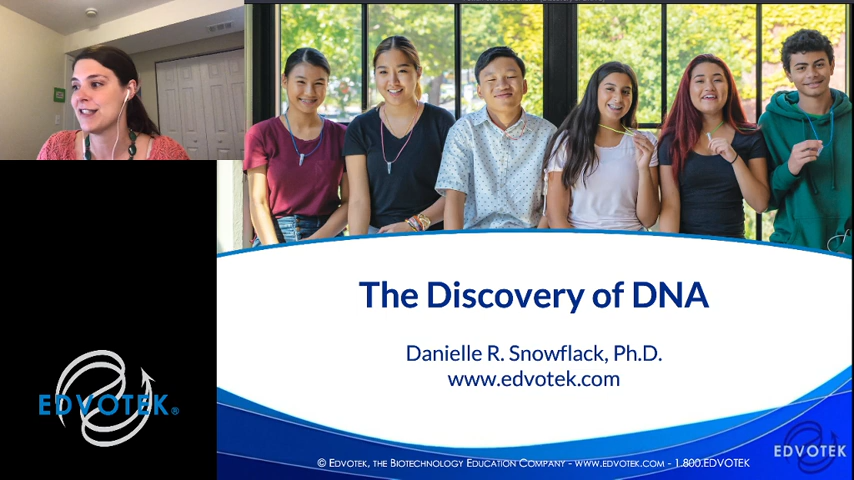 The Discovery of DNA
Danielle R. Snowflack, Ph.D.
www.edvotek.com
EDVOTEK®
© EDVOTEK, THE BIOTECHNOLOGY EDUCATION COMPANY - WWW.EDVOTEK.COM - 1.800.EDVOTEK
EDVOTEK